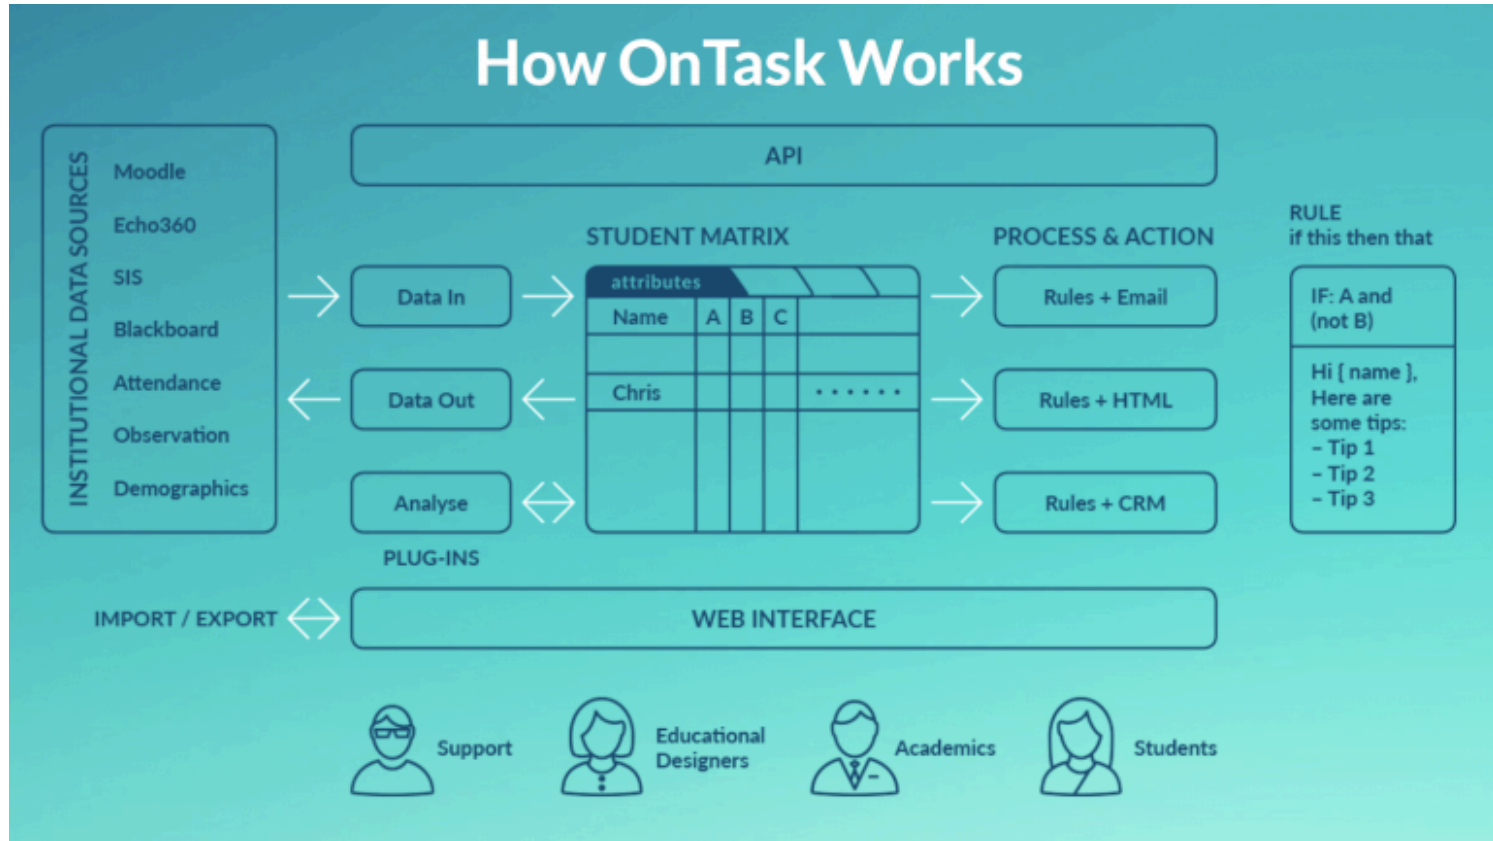 How OnTask Works
INSTITUTIONAL DATA SOURCES
Moodle
Echo360
SIS
Blackboard
Attendance
Observation
Demographics
API
Data In
Data Out
Analyse
PLUG-INS
STUDENT MATRIX
attributes
Name A B C
Chris ······
PROCESS & ACTION
Rules + Email
Rules + HTML
Rules + CRM
RULE
if this then that
IF: A and
(not B)
Hi { name },
Here are
some tips:
– Tip 1
– Tip 2
– Tip 3
IMPORT / EXPORT
WEB INTERFACE
Support
Educational
Designers
Academics
Students